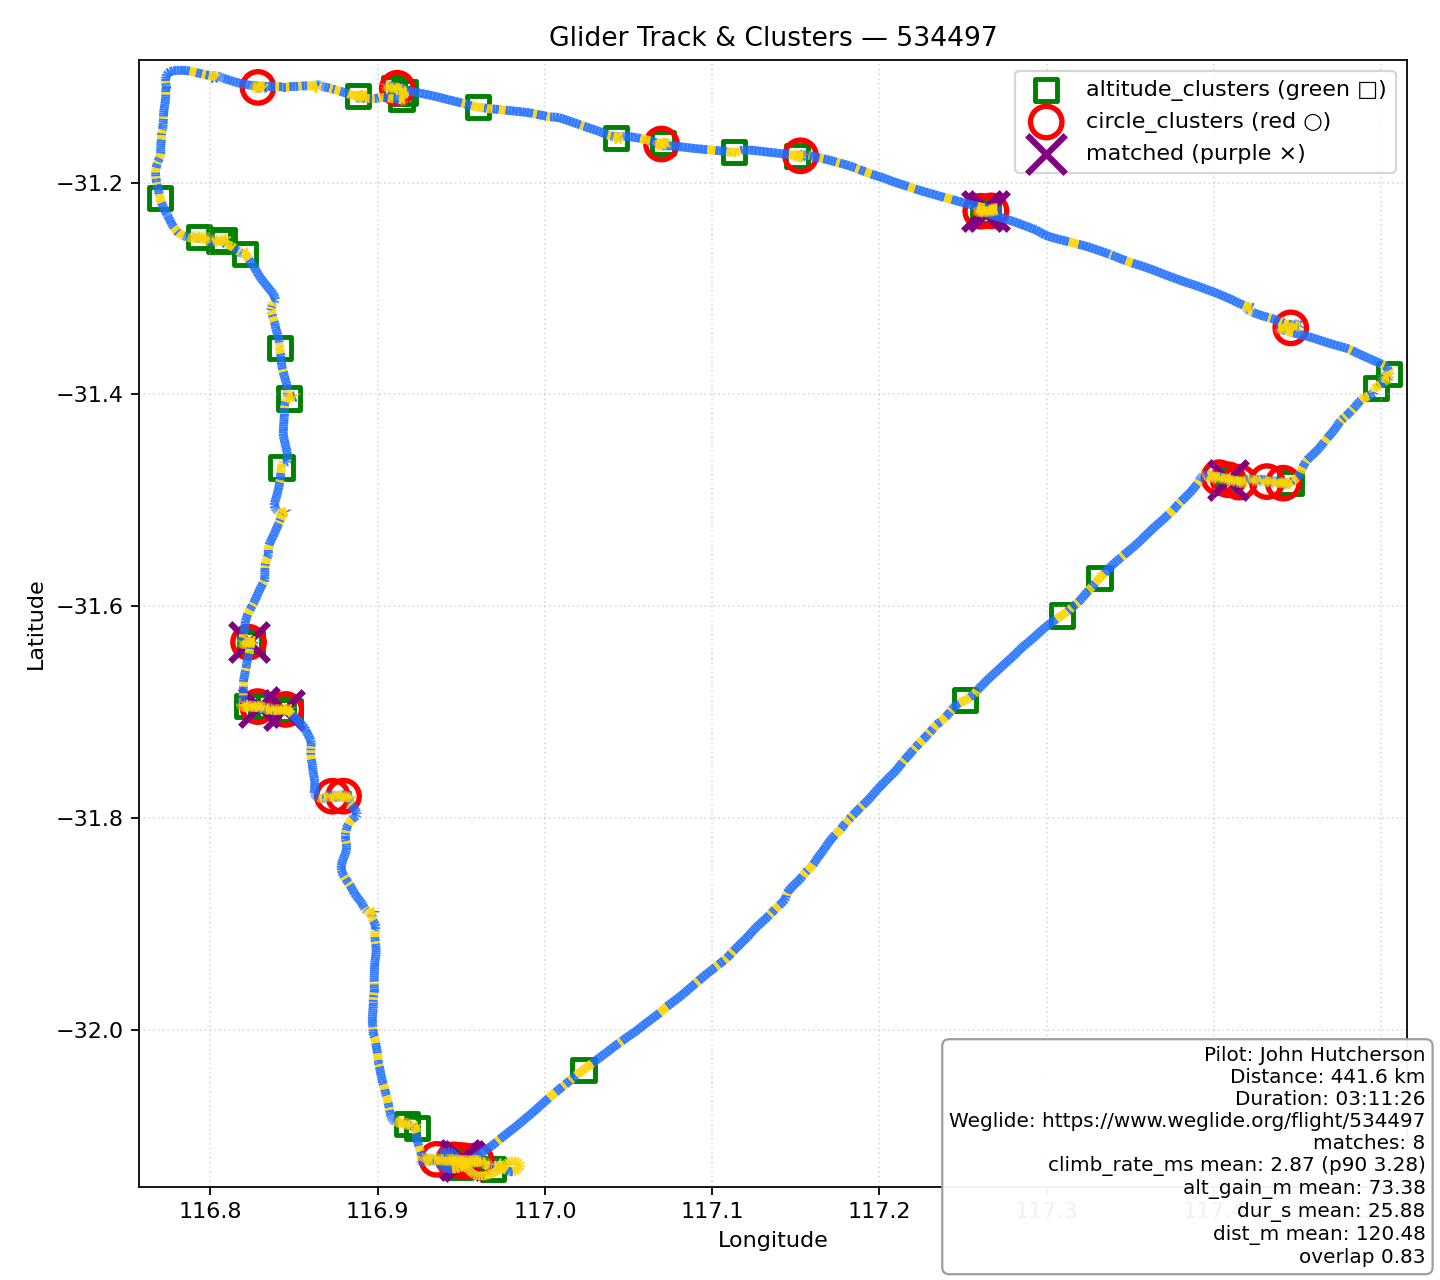 Glider Track & Clusters — 534497
altitude_clusters (green □)
circle_clusters (red ○)
matched (purple ×)
Latitude
−31.2
−31.4
−31.6
−31.8
−32.0
116.8
116.9
117.0
117.1
117.2
117.3
Longitude
Pilot: John Hutcherson
Distance: 441.6 km
Duration: 03:11:26
Weglide: https://www.weglide.org/flight/534497
matches: 8
climb_rate_ms mean: 2.87 (p90 3.28)
alt_gain_m mean: 73.38
dur_s mean: 25.88
dist_m mean: 120.48
overlap 0.83